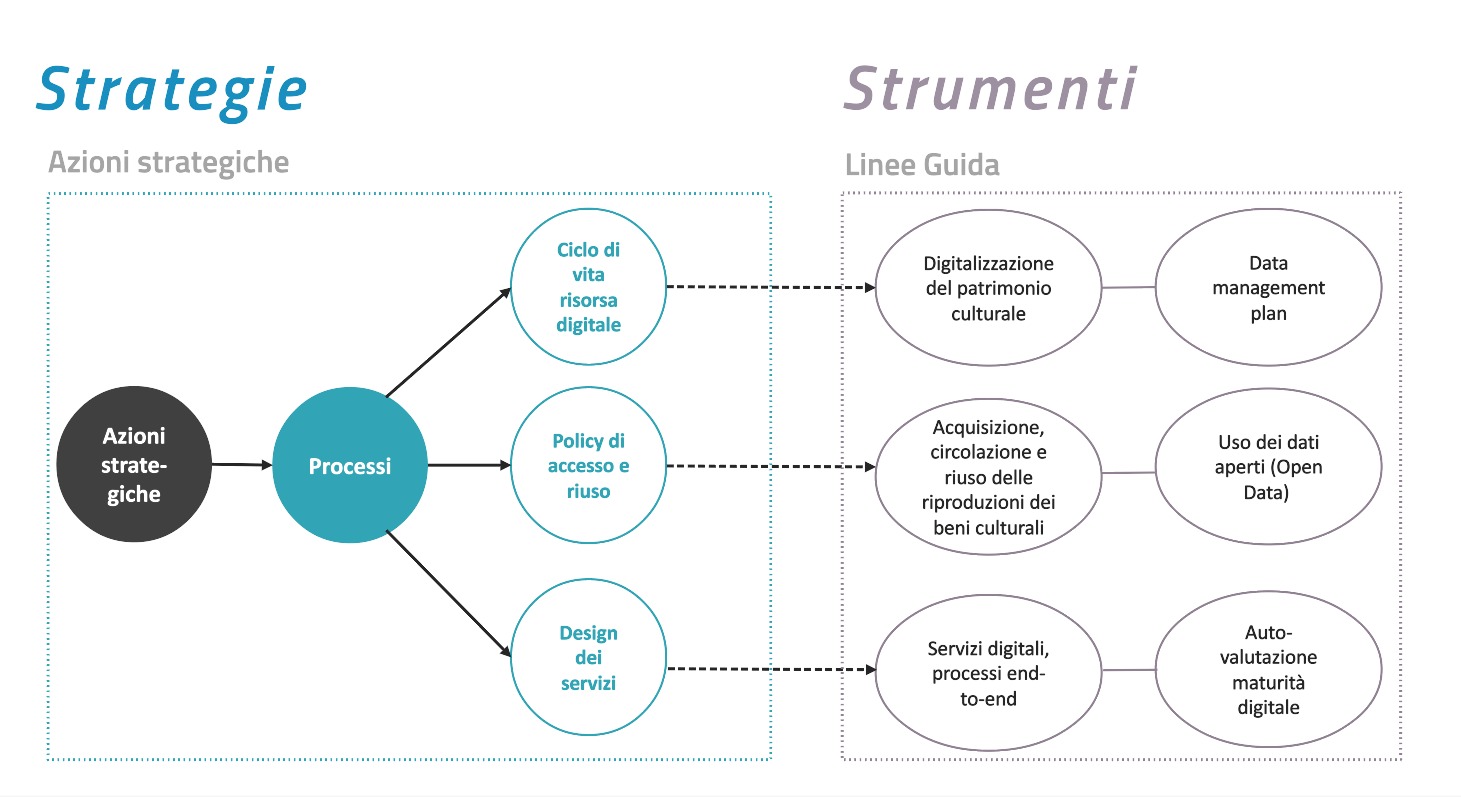 Strategie
Strumenti
Azioni strategiche
Linee Guida
Azioni
strate-
giche
Processi
Ciclo di
vita
risorsa
digitale
Digitalizzazione
del patrimonio
culturale
Data
management
plan
Policy di
accesso e
riuso
Acquisizione,
circolazione e
riuso delle
riproduzioni dei
beni culturali
Uso dei dati
aperti (Open
Data)
Design
dei
servizi
Servizi digitali,
processi end-
to-end
Auto-
valutazione
maturità
digitale